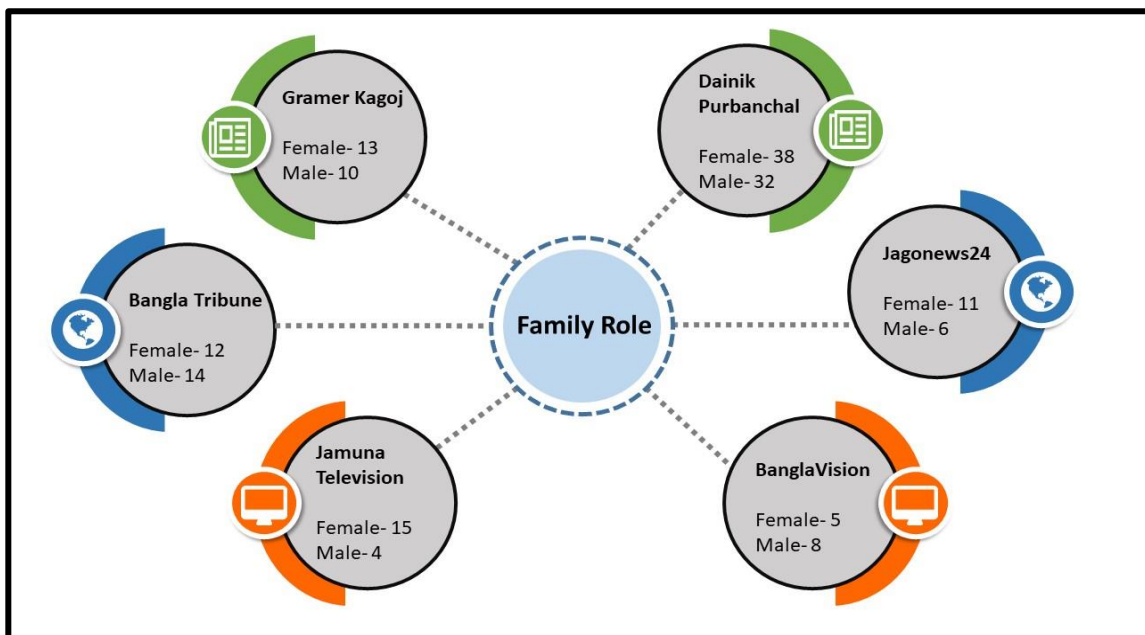 Gramer Kagoj
Female- 13
Male- 10
Dainik
Purbanchal
Female- 38
Male- 32
Bangla Tribune
Female- 12
Male- 14
Family Role
Jagonews24
Female- 11
Male- 6
Jamuna
Television
Female- 15
Male- 4
BanglaVision
Female- 5
Male- 8